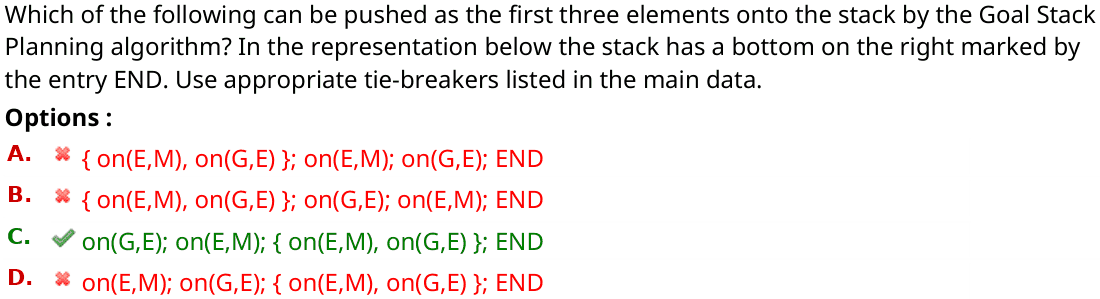 Which of the following can be pushed as the first three elements onto the stack by the Goal Stack
Planning algorithm? In the representation below the stack has a bottom on the right marked by
the entry END. Use appropriate tie-breakers listed in the main data.
Options :
A. { on(E,M), on(G,E) }; on(E,M); on(G,E); END
B. { on(E,M), on(G,E) }; on(G,E); on(E,M); END
C. on(G,E); on(E,M); { on(E,M), on(G,E) }; END
D. on(E,M); on(G,E); { on(E,M), on(G,E) }; END